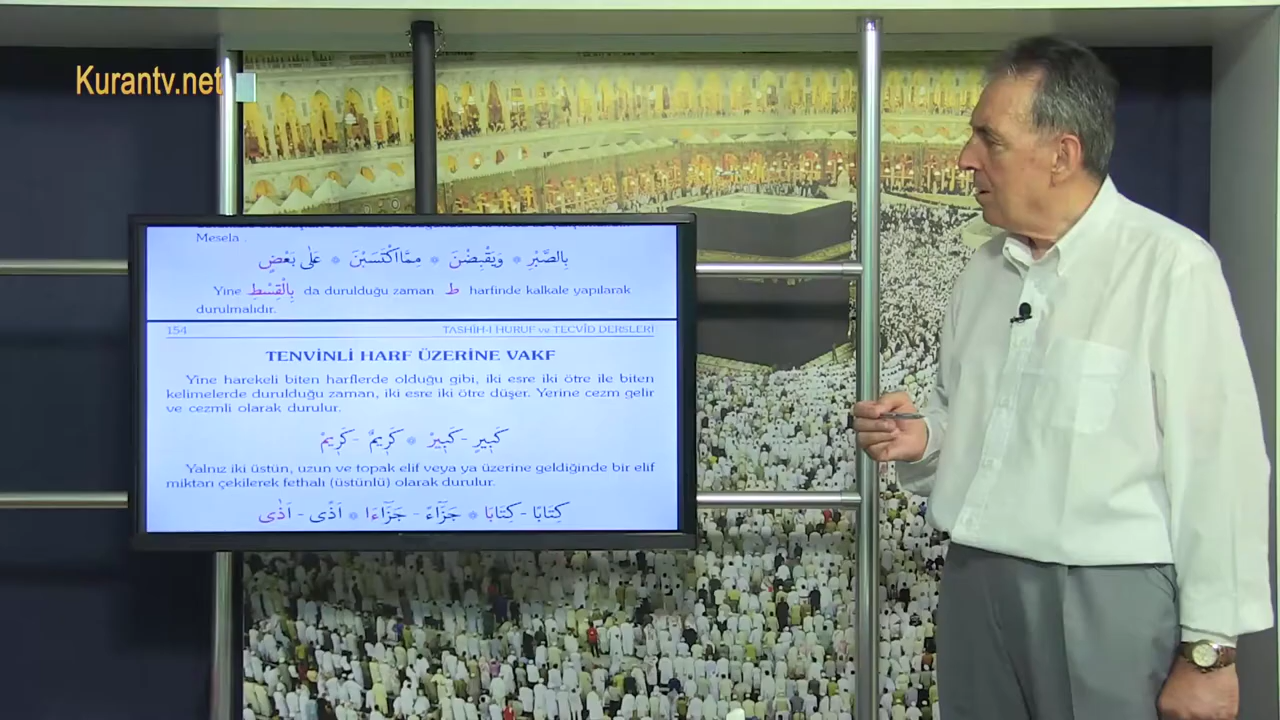 Kurantv.net
Mesela .
بِالصَّبْرِ * وَيَقْبِضْنَ * مِمَّااكْتَسَبْنَ * عَلٰى بَعْضٍ
Yine بِالْقِسْطِ da durulduğu zaman ط harfinde kalkale yapılarak
durulmalıdır.
154 TASHİH-İ HURUF ve TECVÎD DERSLERİ
TENVİNLİ HARF ÜZERİNE VAKF
Yine harekeli biten harflerde olduğu gibi, iki esre iki ötre ile biten
kelimelerde durulduğu zaman, iki esre iki ötre düşer. Yerine cezm gelir
ve cezmli olarak durulur.
كَبِيرٍ - كَبِيرْ * كَرِيمٌ - كَرِيمْ
Yalnız iki üstün, uzun ve topak elif veya ya üzerine geldiğinde bir elif
miktarı çekilerek fethalı (üstünlü) olarak durulur.
كِتَابًا - كِتَابَا * جَزَٓاءً - جَزَٓاءَا * اَذًى - اَذٰى